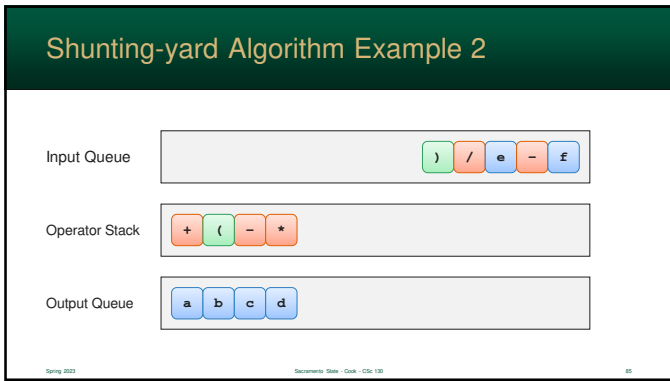 Shunting-yard Algorithm Example 2
Input Queue ) / e - f
Operator Stack + ( - *
Output Queue a b c d
Spring 2023 Sacramento State - Cook - CSc 130 85